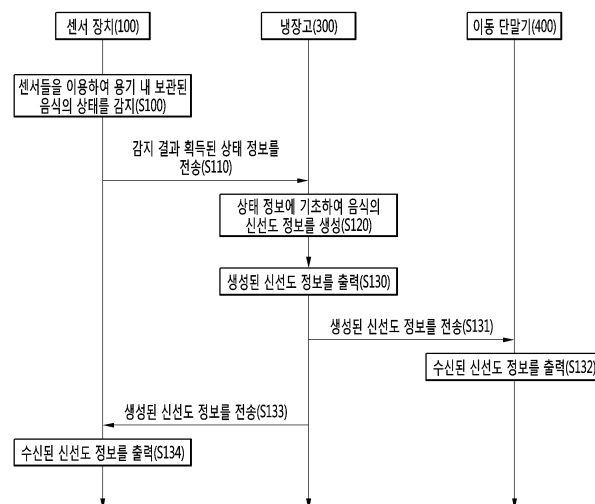 센서 장치(100)
냉장고(300)
이동 단말기(400)
센서들을 이용하여 용기 내 보관된
음식의 상태를 감지(S100)
감지 결과 획득된 상태 정보를
전송(S110)
상태 정보에 기초하여 음식의
신선도 정보를 생성(S120)
생성된 신선도 정보를 출력(S130)
생성된 신선도 정보를 전송(S131)
수신된 신선도 정보를 출력(S132)
생성된 신선도 정보를 전송(S133)
수신된 신선도 정보를 출력(S134)